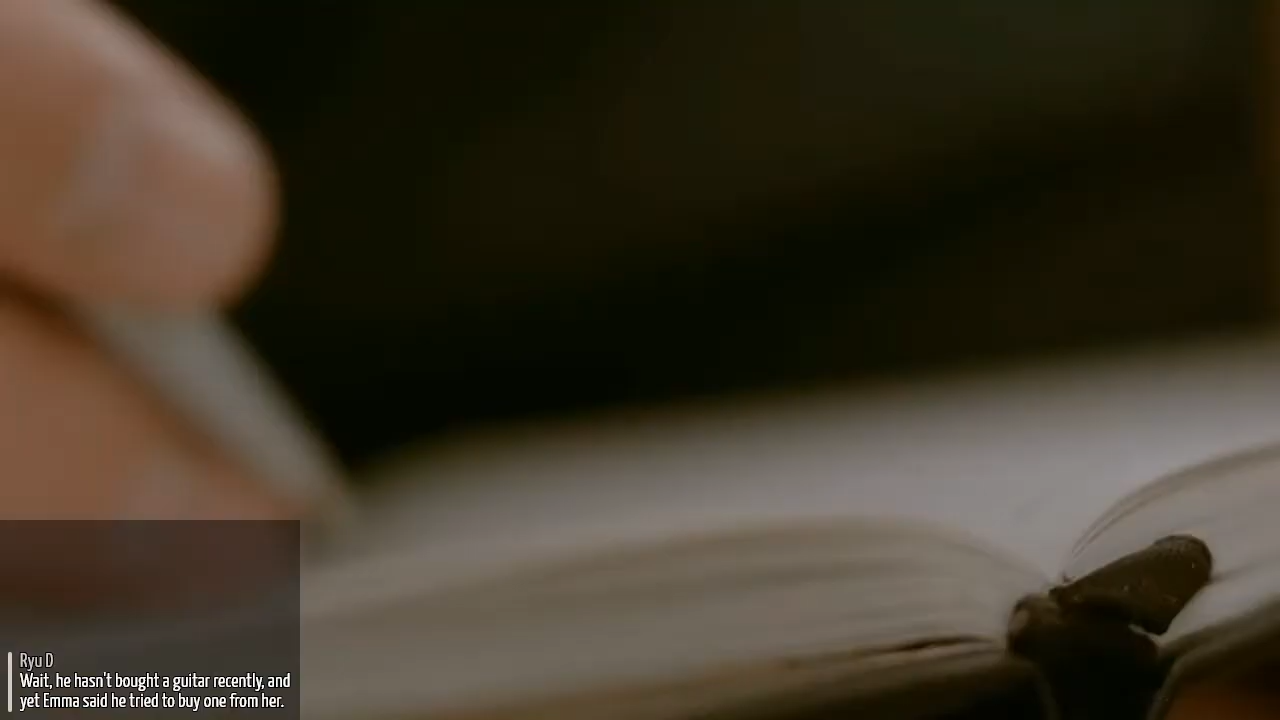 Ryu D
Wait, he hasn't bought a guitar recently, and
yet Emma said he tried to buy one from her.